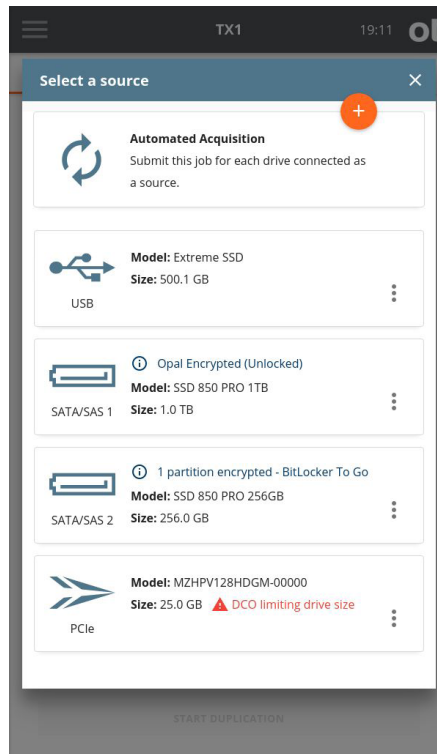 TX1
19:11
Select a source
Automated Acquisition
Submit this job for each drive connected as
a source.
Model: Extreme SSD
Size: 500.1 GB
USB
Opal Encrypted (Unlocked)
Model: SSD 850 PRO 1TB
Size: 1.0 TB
SATA/SAS 1
1 partition encrypted - BitLocker To Go
Model: SSD 850 PRO 256GB
Size: 256.0 GB
SATA/SAS 2
Model: MZHPV128HDGM-00000
Size: 25.0 GB DCO limiting drive size
PCIe
START DUPLICATION